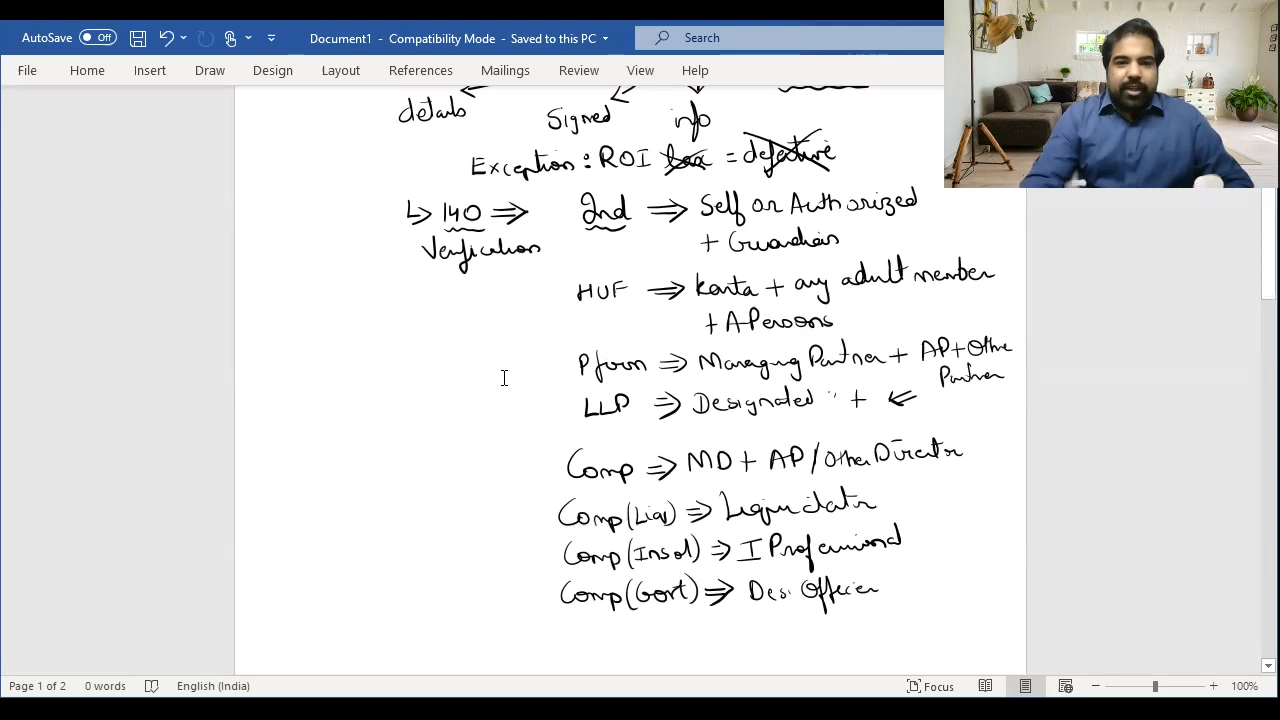 AutoSave Off Document1 - Compatibility Mode - Saved to this PC Search
File Home Insert Draw Design Layout References Mailings Review View Help
details Signed info
Exception : ROI = defective
↳ 140 ⇒ Ind ⇒ Self or Authorized
Verification + Guardian
HUF ⇒ Karta + any adult member
+ A Persons
P firm ⇒ Managing Partner + AP + Other
Partner
LLP ⇒ Designated " + ⇐
Comp ⇒ MD + AP / Other Director
Comp (Liq) ⇒ Liquidator
Comp (Insol) ⇒ I Professional
Comp (Govt) ⇒ Desi Officer
Page 1 of 2 0 words English (India) Focus 100%